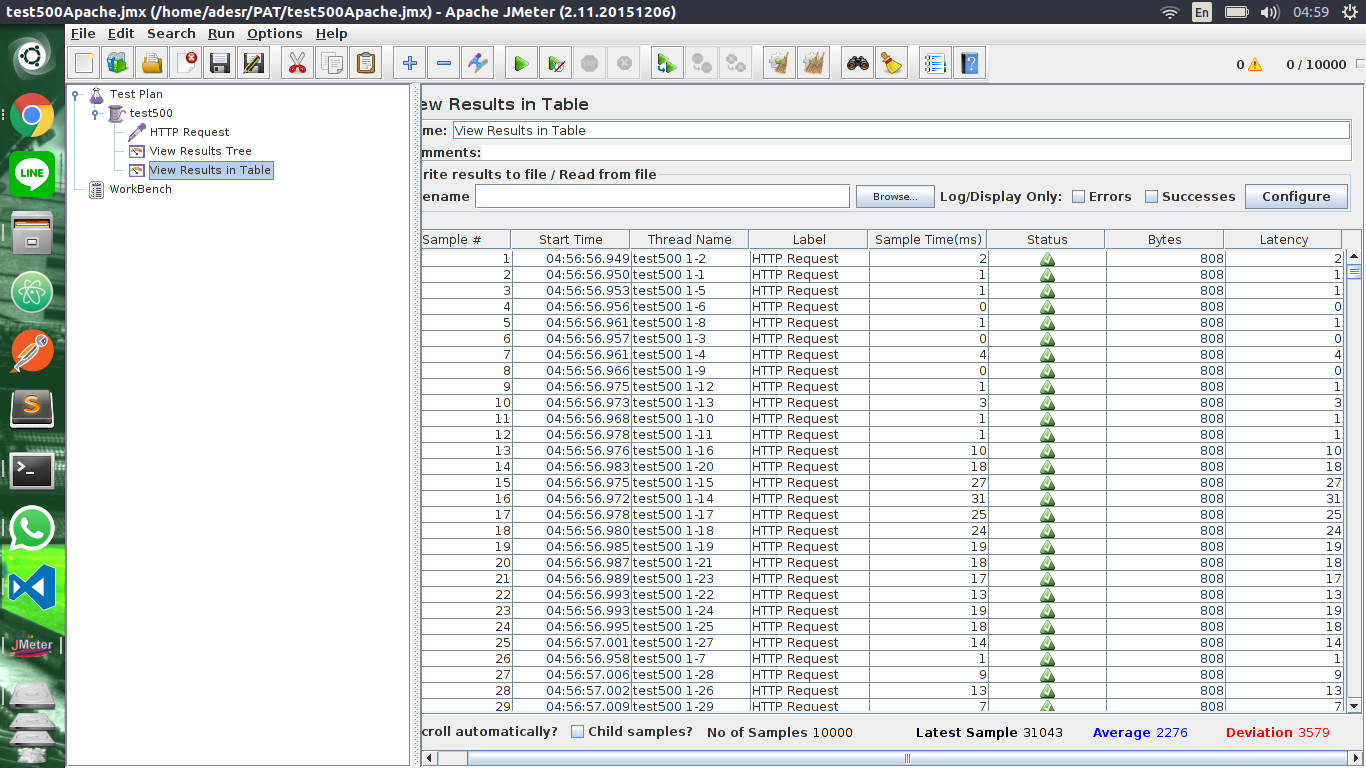 test500Apache.jmx (/home/adesr/PAT/test500Apache.jmx) - Apache JMeter (2.11.20151206) En 04:59
File Edit Search Run Options Help
0 0 / 10000
Test Plan
test500
HTTP Request
View Results Tree
View Results in Table
WorkBench
ew Results in Table
me: View Results in Table
mments:
rite results to file / Read from file
ename Browse... Log/Display Only: Errors Successes Configure
Sample # Start Time Thread Name Label Sample Time(ms) Status Bytes Latency
1 04:56:56.949 test500 1-2 HTTP Request 2 808 2
2 04:56:56.950 test500 1-1 HTTP Request 1 808 1
3 04:56:56.953 test500 1-5 HTTP Request 1 808 1
4 04:56:56.956 test500 1-6 HTTP Request 0 808 0
5 04:56:56.961 test500 1-8 HTTP Request 1 808 1
6 04:56:56.957 test500 1-3 HTTP Request 0 808 0
7 04:56:56.961 test500 1-4 HTTP Request 4 808 4
8 04:56:56.966 test500 1-9 HTTP Request 0 808 0
9 04:56:56.975 test500 1-12 HTTP Request 1 808 1
10 04:56:56.973 test500 1-13 HTTP Request 3 808 3
11 04:56:56.968 test500 1-10 HTTP Request 1 808 1
12 04:56:56.978 test500 1-11 HTTP Request 1 808 1
13 04:56:56.976 test500 1-16 HTTP Request 10 808 10
14 04:56:56.983 test500 1-20 HTTP Request 18 808 18
15 04:56:56.975 test500 1-15 HTTP Request 27 808 27
16 04:56:56.972 test500 1-14 HTTP Request 31 808 31
17 04:56:56.978 test500 1-17 HTTP Request 25 808 25
18 04:56:56.980 test500 1-18 HTTP Request 24 808 24
19 04:56:56.985 test500 1-19 HTTP Request 19 808 19
20 04:56:56.987 test500 1-21 HTTP Request 18 808 18
21 04:56:56.989 test500 1-23 HTTP Request 17 808 17
22 04:56:56.993 test500 1-22 HTTP Request 13 808 13
23 04:56:56.993 test500 1-24 HTTP Request 19 808 19
24 04:56:56.995 test500 1-25 HTTP Request 18 808 18
25 04:56:57.001 test500 1-27 HTTP Request 14 808 14
26 04:56:56.958 test500 1-7 HTTP Request 1 808 1
27 04:56:57.006 test500 1-28 HTTP Request 9 808 9
28 04:56:57.002 test500 1-26 HTTP Request 13 808 13
29 04:56:57.009 test500 1-29 HTTP Request 7 808 7
croll automatically? Child samples? No of Samples 10000 Latest Sample 31043 Average 2276 Deviation 3579
LINE
S
JMeter